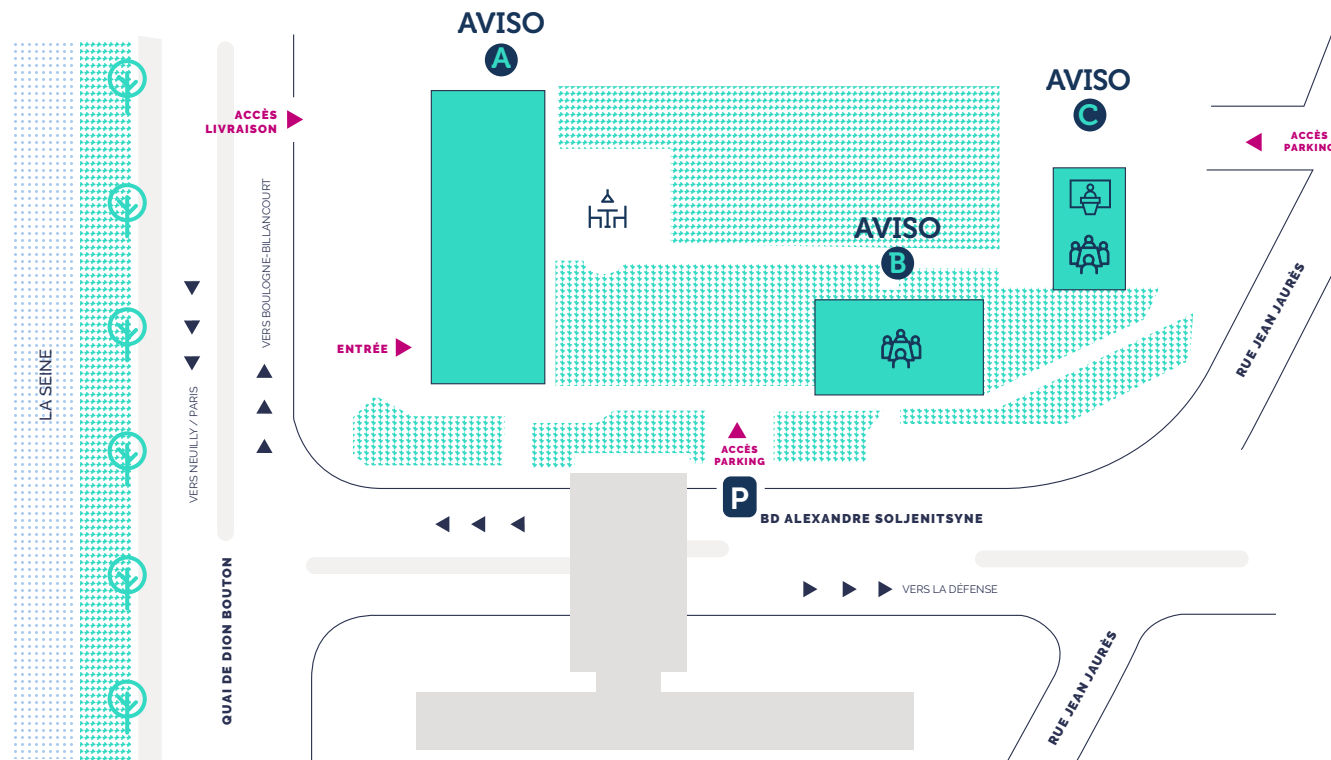 AVISO
A
AVISO
C
ACCÈS
LIVRAISON
ACCÈS
PARKING
VERS BOULOGNE-BILLANCOURT
AVISO
B
RUE JEAN JAURÈS
ENTRÉE
LA SEINE
VERS NEUILLY / PARIS
ACCÈS
PARKING
P
BD ALEXANDRE SOLJENITSYNE
VERS LA DÉFENSE
QUAI DE DION BOUTON
RUE JEAN JAURÈS